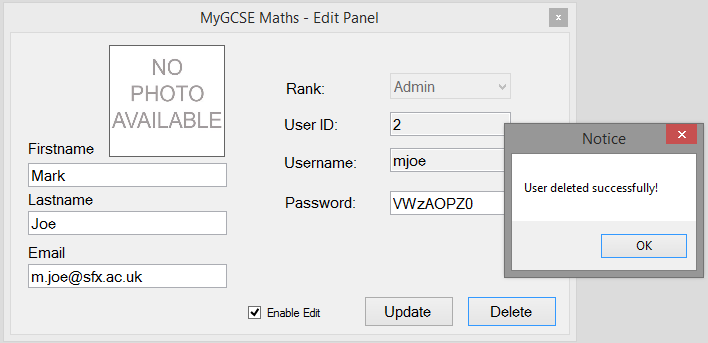 MyGCSE Maths - Edit Panel
x
NO
PHOTO
AVAILABLE
Firstname
Mark
Lastname
Joe
Email
m.joe@sfx.ac.uk
Rank:
Admin
User ID:
2
Username:
mjoe
Password:
VWzAOPZ0
Enable Edit
Update
Delete
Notice
x
User deleted successfully!
OK